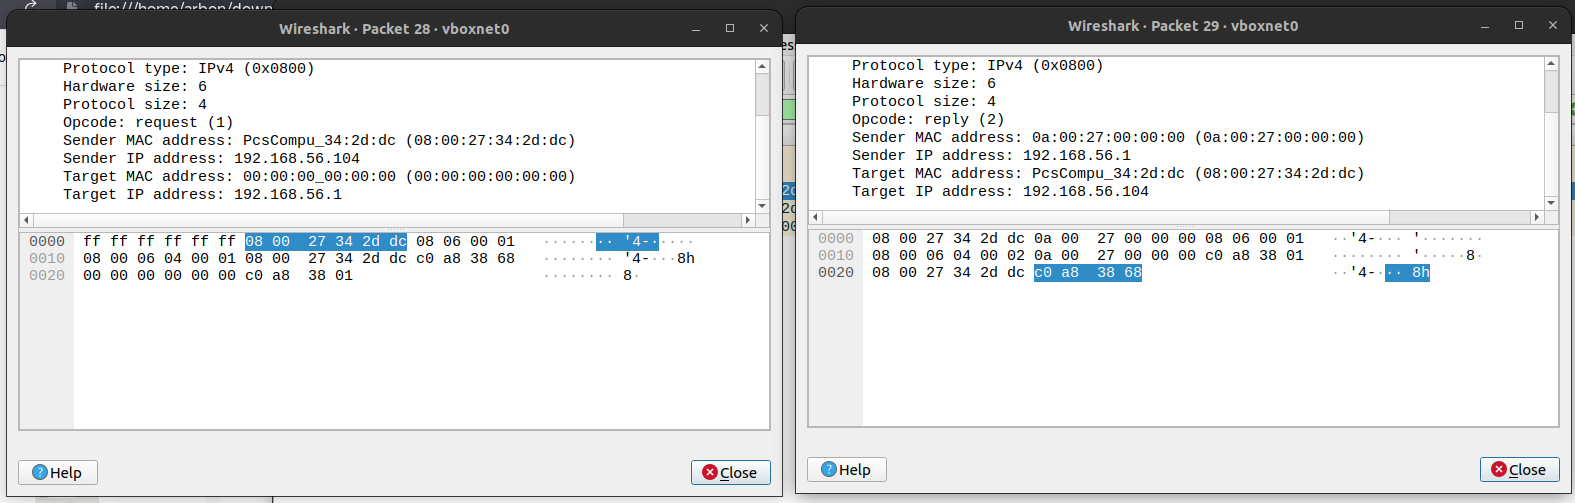 file:///home/arben/down
Wireshark · Packet 28 · vboxnet0
Protocol type: IPv4 (0x0800)
Hardware size: 6
Protocol size: 4
Opcode: request (1)
Sender MAC address: PcsCompu_34:2d:dc (08:00:27:34:2d:dc)
Sender IP address: 192.168.56.104
Target MAC address: 00:00:00_00:00:00 (00:00:00:00:00:00)
Target IP address: 192.168.56.1
0000 ff ff ff ff ff ff 08 00 27 34 2d dc 08 06 00 01 ········ '4-·····
0010 08 00 06 04 00 01 08 00 27 34 2d dc c0 a8 38 68 ········ '4-···8h
0020 00 00 00 00 00 00 c0 a8 38 01 ········ 8·
Help
Close
Wireshark · Packet 29 · vboxnet0
Protocol type: IPv4 (0x0800)
Hardware size: 6
Protocol size: 4
Opcode: reply (2)
Sender MAC address: 0a:00:27:00:00:00 (0a:00:27:00:00:00)
Sender IP address: 192.168.56.1
Target MAC address: PcsCompu_34:2d:dc (08:00:27:34:2d:dc)
Target IP address: 192.168.56.104
0000 08 00 27 34 2d dc 0a 00 27 00 00 00 08 06 00 01 ··'4-··· '·······
0010 08 00 06 04 00 02 0a 00 27 00 00 00 c0 a8 38 01 ········ '·····8·
0020 08 00 27 34 2d dc c0 a8 38 68 ··'4-··· 8h
Help
Close